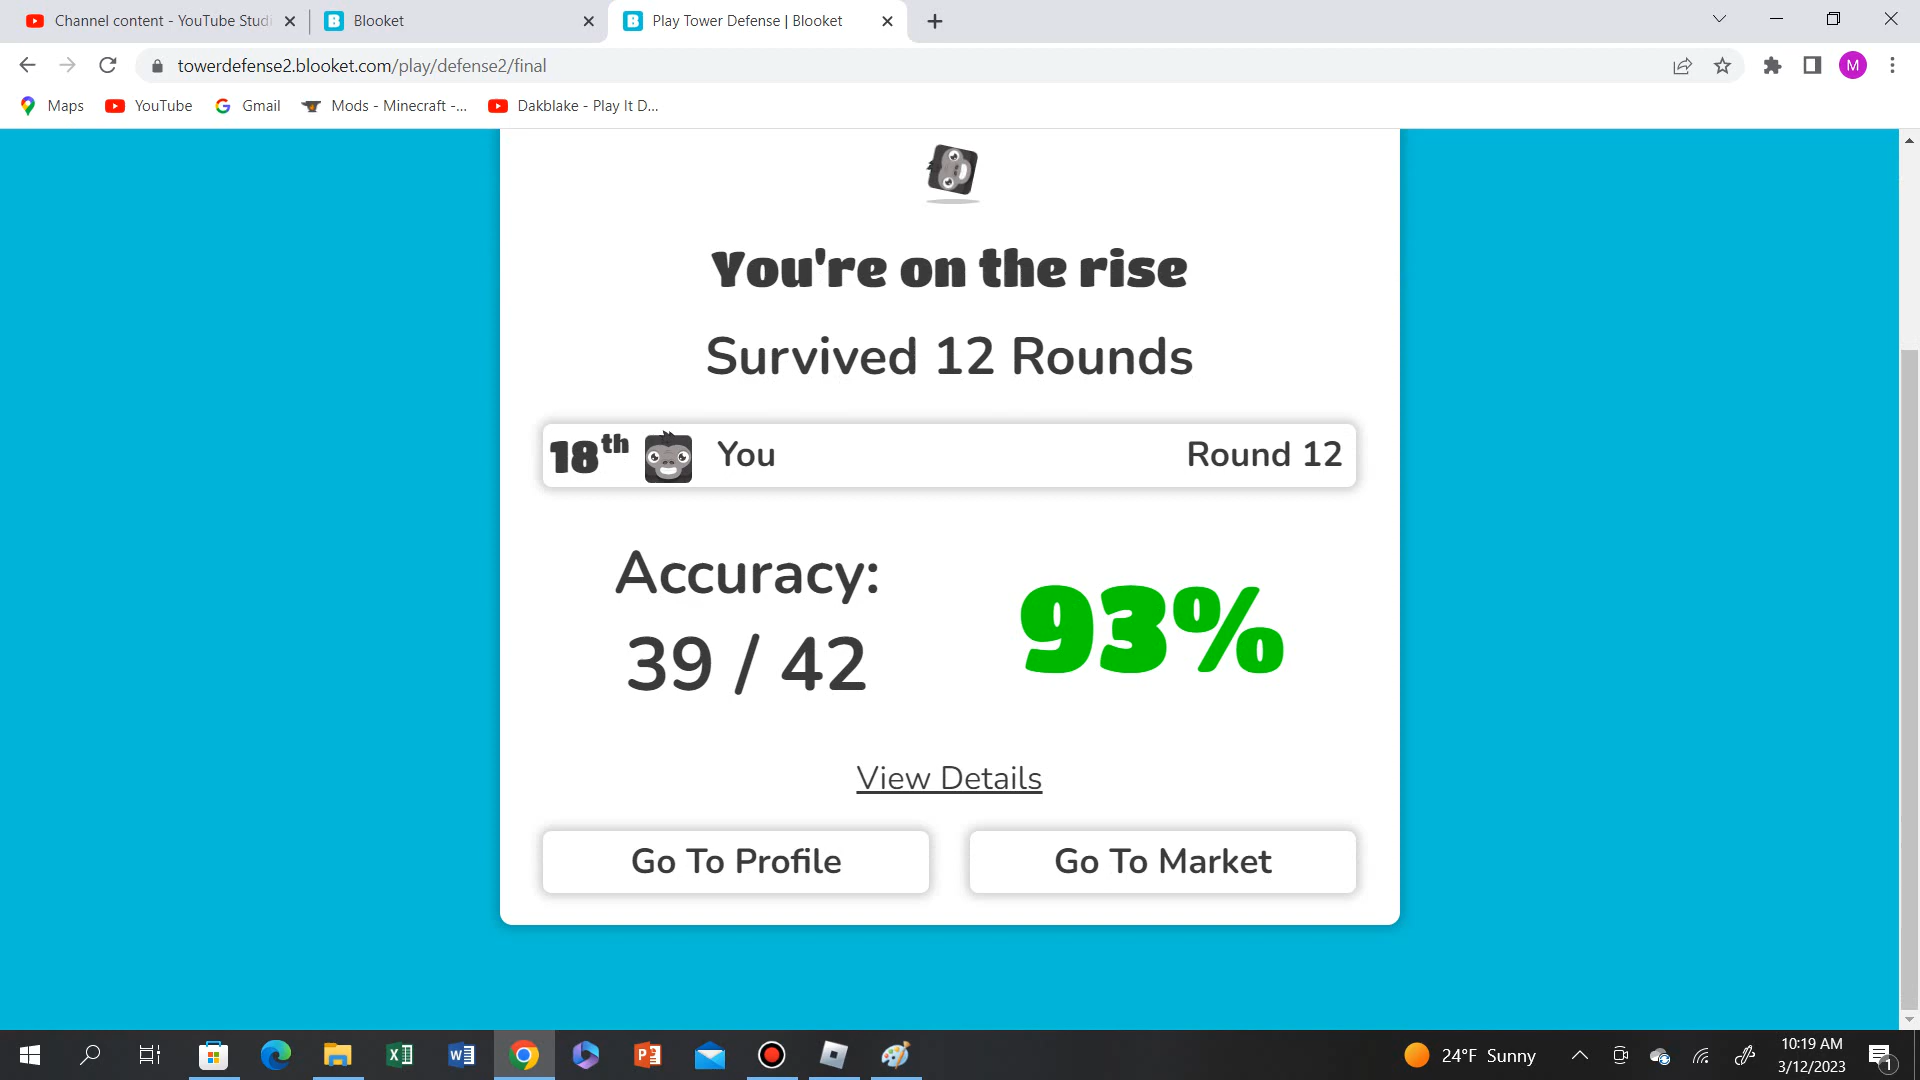 Channel content - YouTube Studi
Blooket
Play Tower Defense | Blooket
towerdefense2.blooket.com/play/defense2/final
M
Maps
YouTube
Gmail
Mods - Minecraft -...
Dakblake - Play It D...
You're on the rise
Survived 12 Rounds
18th You Round 12
Accuracy:
39 / 42
93%
View Details
Go To Profile
Go To Market
24°F Sunny
10:19 AM
3/12/2023
1